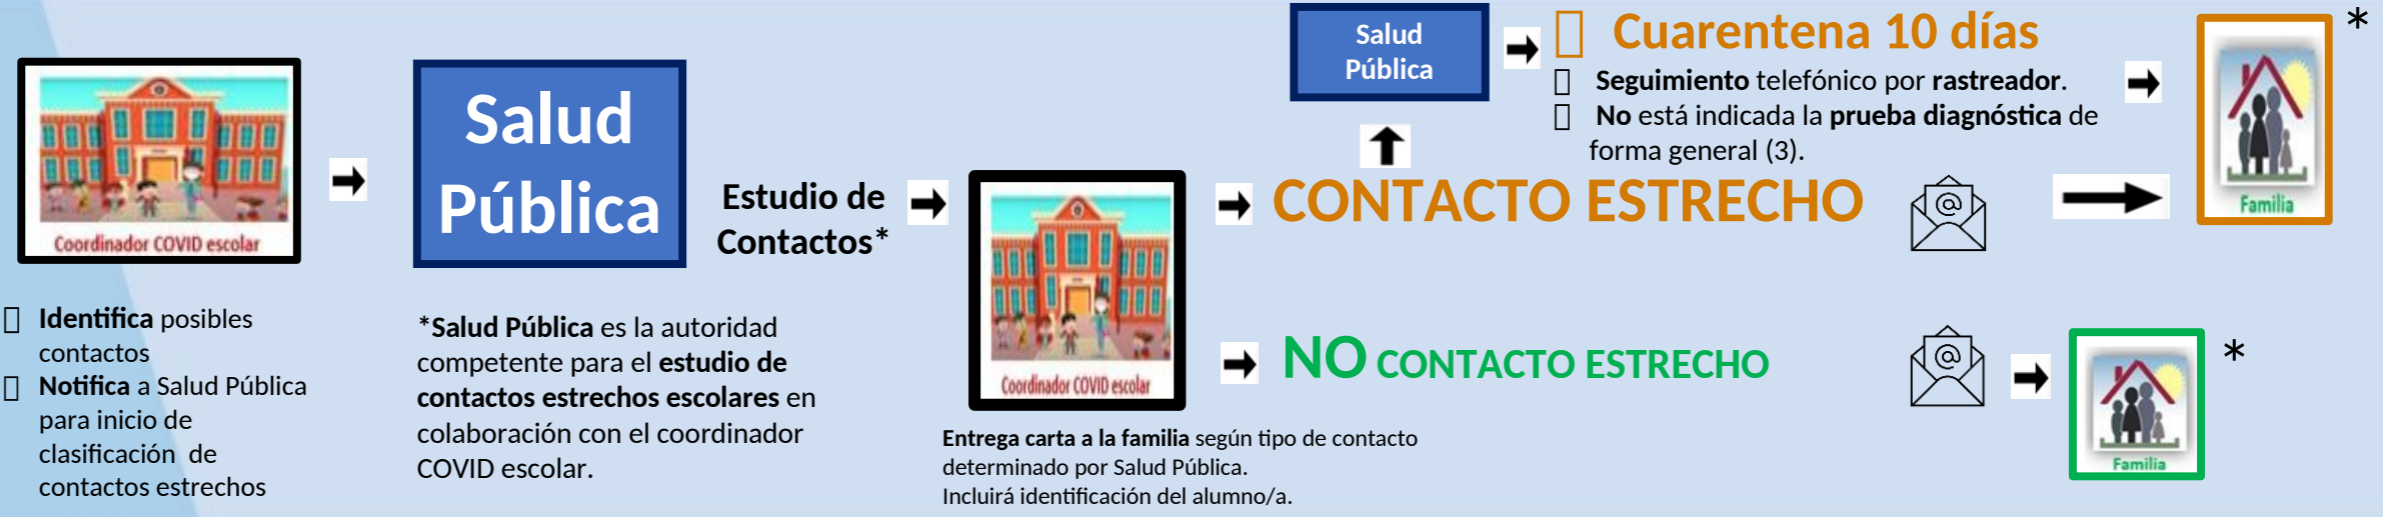 Coordinador COVID escolar
Identifica posibles
contactos
Notifica a Salud Pública
para inicio de
clasificación de
contactos estrechos
Salud
Pública
*Salud Pública es la autoridad
competente para el estudio de
contactos estrechos escolares en
colaboración con el coordinador
COVID escolar.
Estudio de
Contactos*
Coordinador COVID escolar
Entrega carta a la familia según tipo de contacto
determinado por Salud Pública.
Incluirá identificación del alumno/a.
Salud
Pública
Cuarentena 10 días
Seguimiento telefónico por rastreador.
No está indicada la prueba diagnóstica de
forma general (3).
CONTACTO ESTRECHO
@
Familia
*
NO CONTACTO ESTRECHO
@
Familia
*